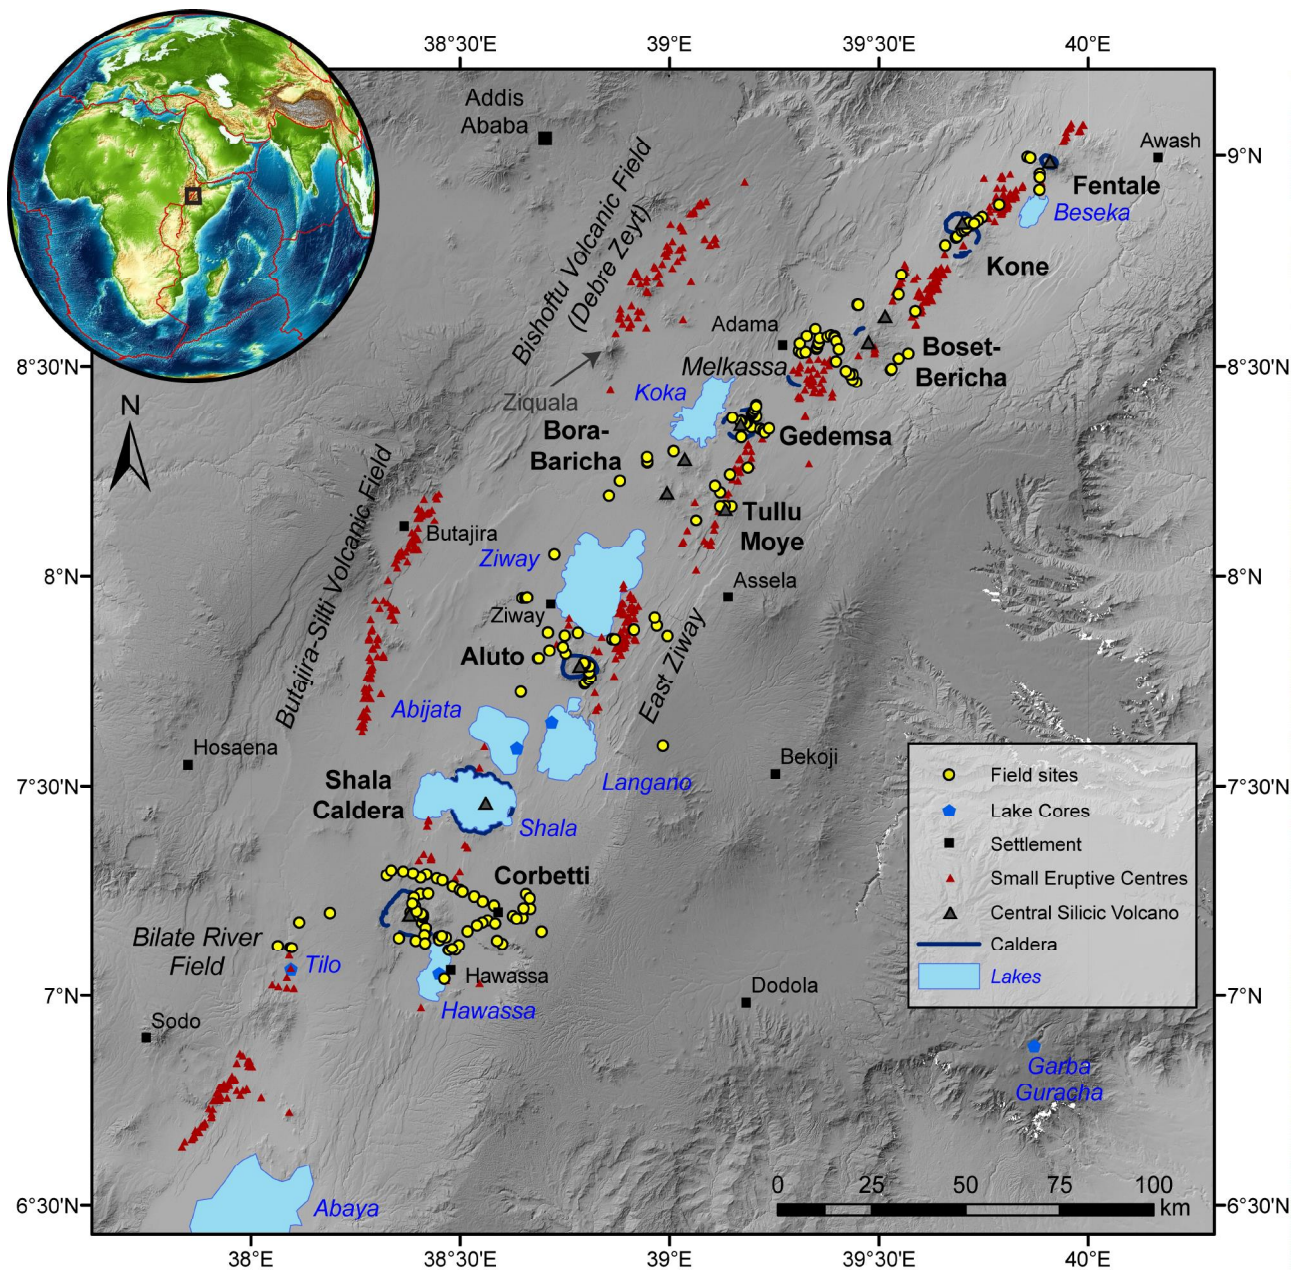 38°30'E
39°E
39°30'E
40°E
Addis
Ababa
Awash
9°N
Fentale
Beseka
Bishoftu Volcanic Field
(Debre Zeyt)
Kone
Adama
8°30'N
Melkassa
Boset-
Bericha
8°30'N
Ziquala
Koka
N
Bora-
Baricha
Gedemsa
Butajira-Silti Volcanic Field
Butajira
Tullu
Moye
Ziway
8°N
Assela
8°N
Ziway
Aluto
East Ziway
Abijata
Hosaena
Bekoji
Langano
Shala
Caldera
7°30'N
7°30'N
Shala
Field sites
Lake Cores
Settlement
Small Eruptive Centres
Central Silicic Volcano
Caldera
Lakes
Corbetti
Bilate River
Field
Tilo
Hawassa
7°N
Dodola
7°N
Hawassa
Sodo
Garba
Guracha
0
25
50
75
100
km
6°30'N
Abaya
6°30'N
38°E
38°30'E
39°E
39°30'E
40°E